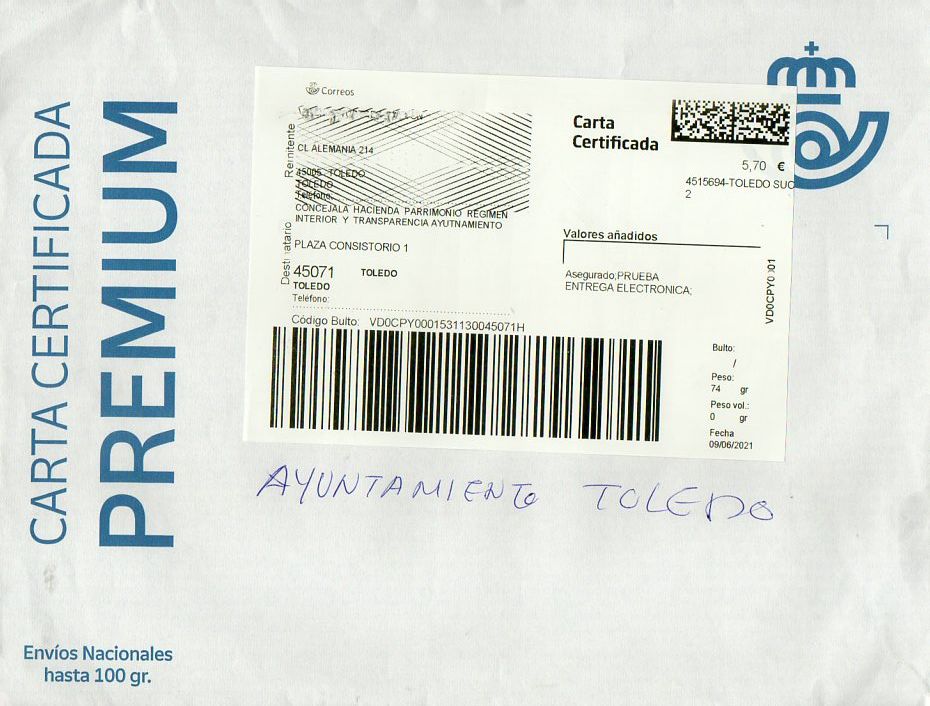 CARTA CERTIFICADA
PREMIUM
Envíos Nacionales
hasta 100 gr.
Correos
Remitente
CL ALEMANIA 214
45005 TOLEDO
TOLEDO
Teléfono:
Destinatario
CONCEJALA HACIENDA PARRIMONIO REGIMEN
INTERIOR Y TRANSPARENCIA AYUTNAMIENTO
PLAZA CONSISTORIO 1
45071 TOLEDO
TOLEDO
Teléfono:
Código Bulto: VD0CPY0001531130045071H
Carta
Certificada
5,70 €
4515694-TOLEDO SUC
2
Valores añadidos
Asegurado;PRUEBA
ENTREGA ELECTRONICA;
Bulto:
/
Peso:
74 gr
Peso vol.:
0 gr
Fecha
09/06/2021
AYUNTAMIENTO TOLEDO